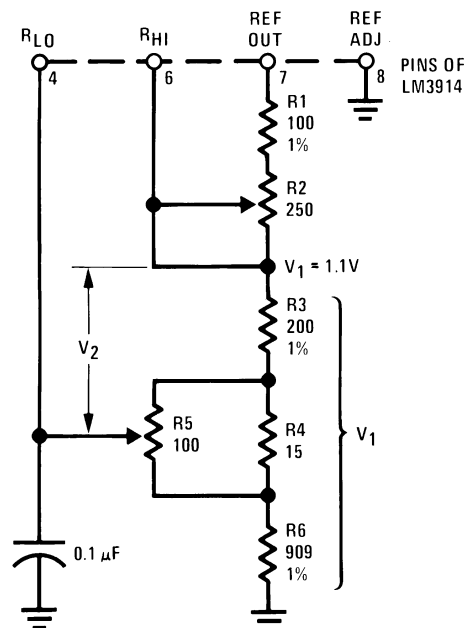 RLO
4
RHI
6
REF
OUT
7
REF
ADJ
8
PINS OF
LM3914
R1
100
1%
R2
250
V1 = 1.1V
R3
200
1%
V2
R5
100
R4
15
V1
R6
909
1%
0.1 μF